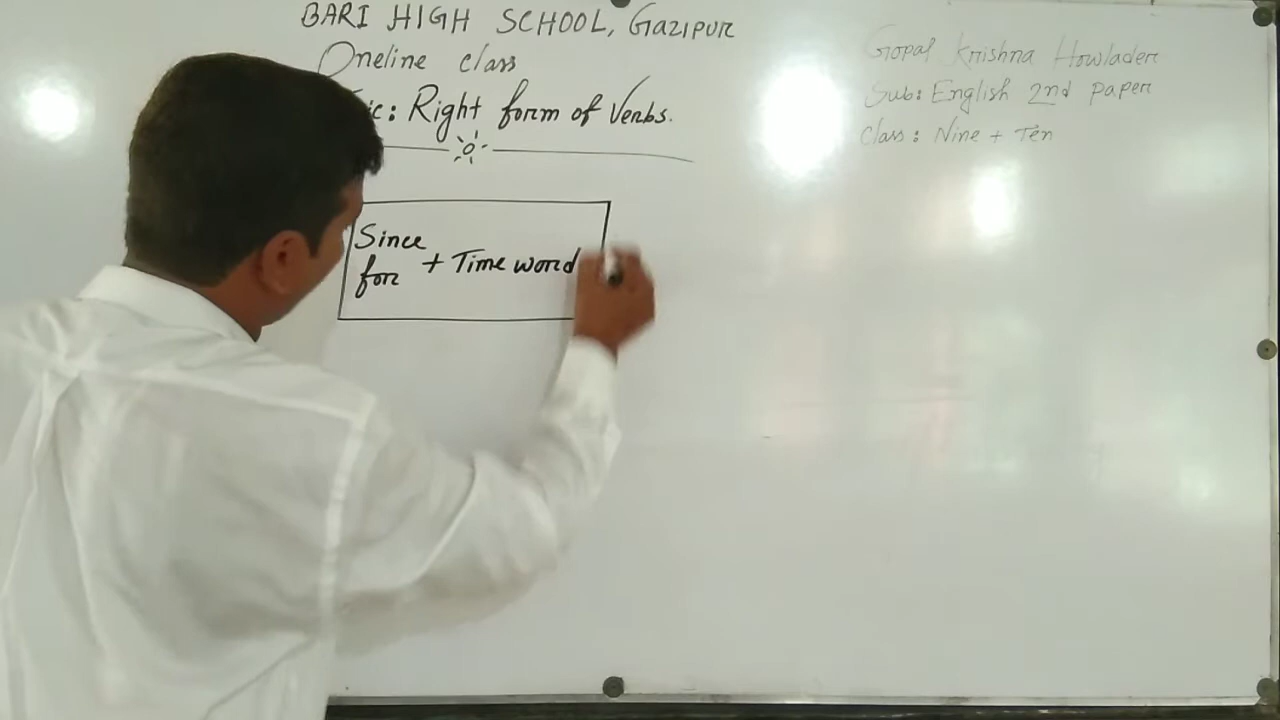 BARI HIGH SCHOOL, Gazipur
Oneline class
ic: Right form of Verbs.
Gopal Krishna Howlader
Sub: English 2nd paper
Class: Nine + Ten
Since
for + Time word